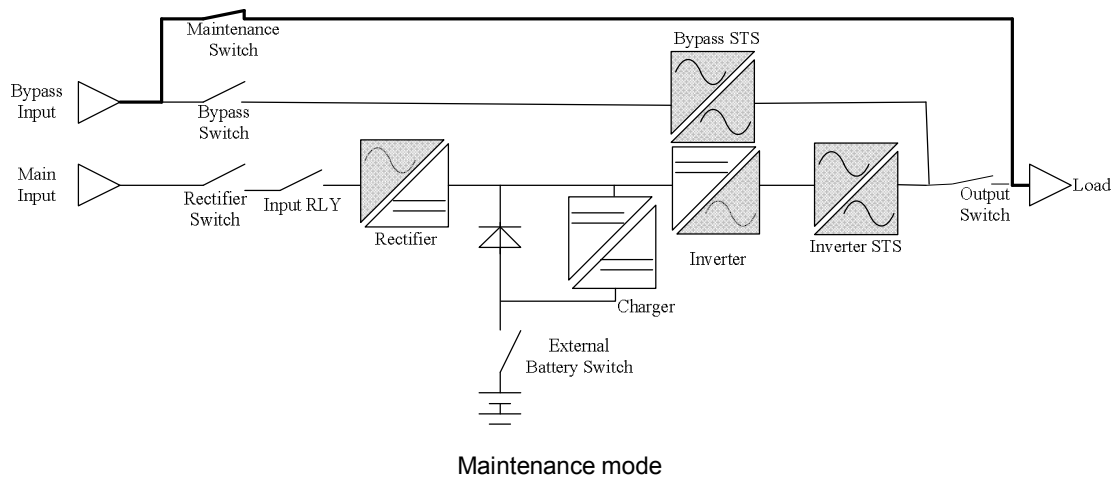 Maintenance
Switch
Bypass STS
Bypass
Input
Bypass
Switch
Main
Input
Rectifier
Switch
Input RLY
Rectifier
Inverter
Inverter STS
Output
Switch
Load
Charger
External
Battery Switch
Maintenance mode